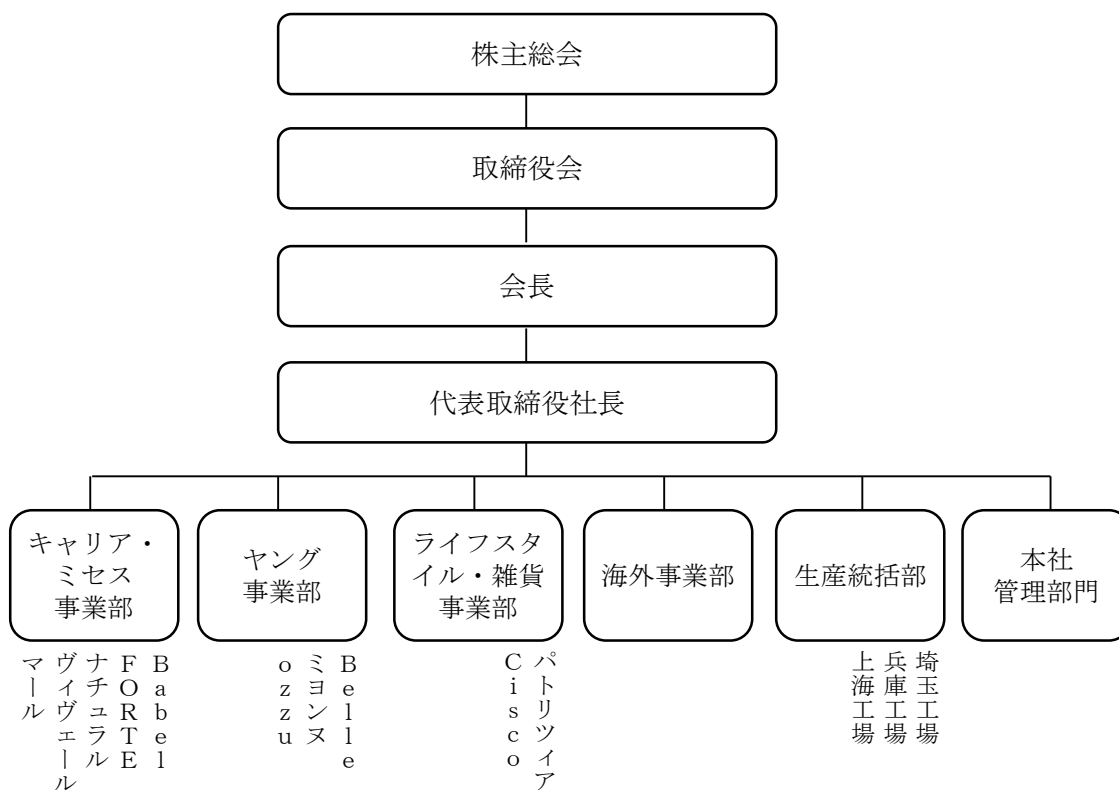 株主総会
取締役会
会長
代表取締役社長
キャリア・
ミセス
事業部
ヤング
事業部
ライフスタ
イル・雑貨
事業部
海外事業部
生産統括部
本社
管理部門
Babel
FORTE
ナチュラル
ヴィヴェール
マール
Belle
ミヨンヌ
ozzu
パトリツィア
Cisco
埼玉工場
兵庫工場
上海工場